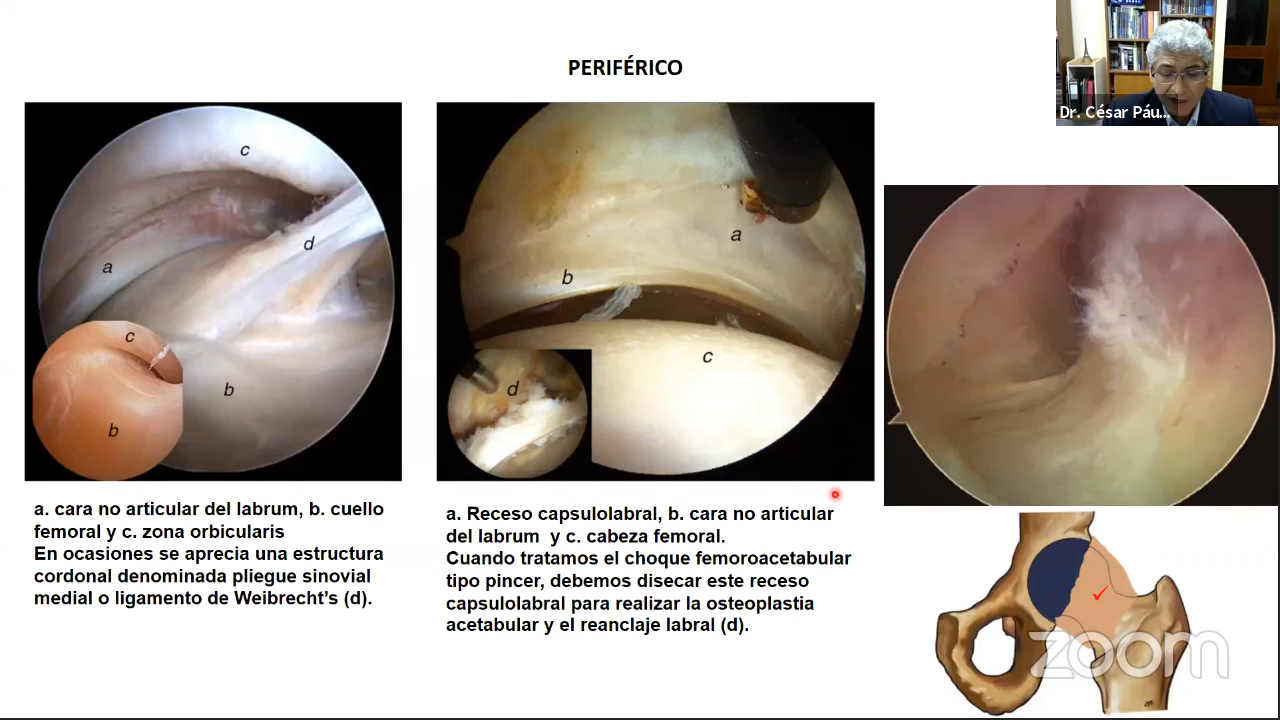 PERIFÉRICO
Dr. César Páu...
c
d
a
c
b
b
a
b
c
d
a. cara no articular del labrum, b. cuello
femoral y c. zona orbicularis
En ocasiones se aprecia una estructura
cordonal denominada pliegue sinovial
medial o ligamento de Weibrecht’s (d).
a. Receso capsulolabral, b. cara no articular
del labrum y c. cabeza femoral.
Cuando tratamos el choque femoroacetabular
tipo pincer, debemos disecar este receso
capsulolabral para realizar la osteoplastia
acetabular y el reanclaje labral (d).
zoom